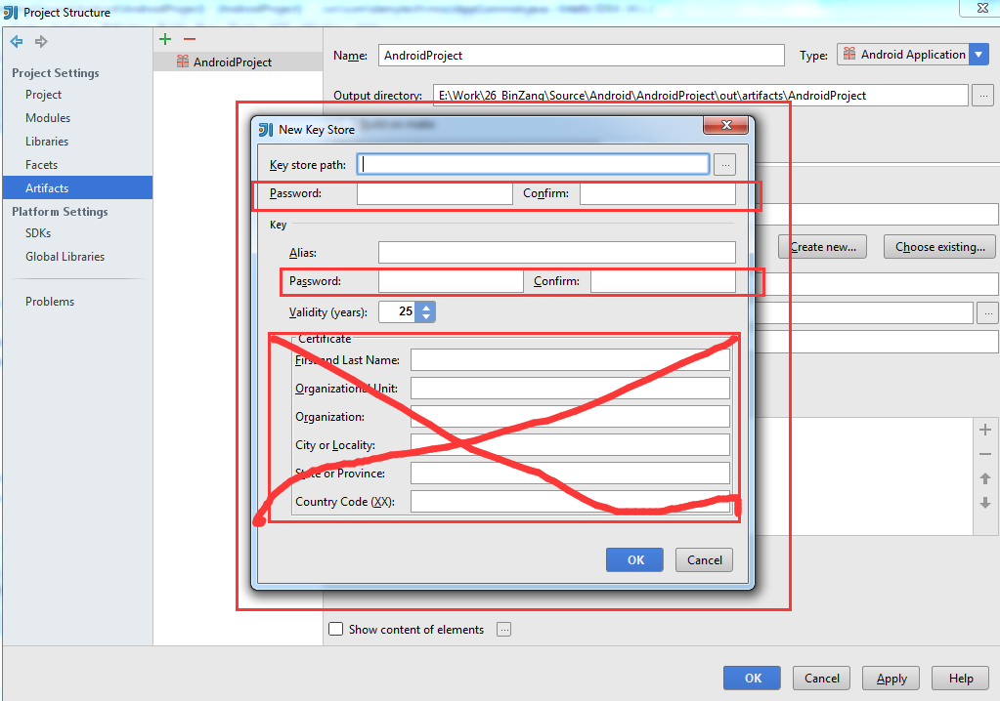 Project Structure
Project Settings
Project
Modules
Libraries
Facets
Artifacts
Platform Settings
SDKs
Global Libraries
Problems
AndroidProject
Name: AndroidProject Type: Android Application
Output directory: E:\Work\26_BinZang\Source\Android\AndroidProject\out\artifacts\AndroidProject ...
New Key Store
Key store path: ...
Password: Confirm:
Key
Alias:
Password: Confirm:
Validity (years): 25
Certificate
First and Last Name:
Organizational Unit:
Organization:
City or Locality:
State or Province:
Country Code (XX):
OK Cancel
Create new... Choose existing...
...
Show content of elements ...
OK Cancel Apply Help